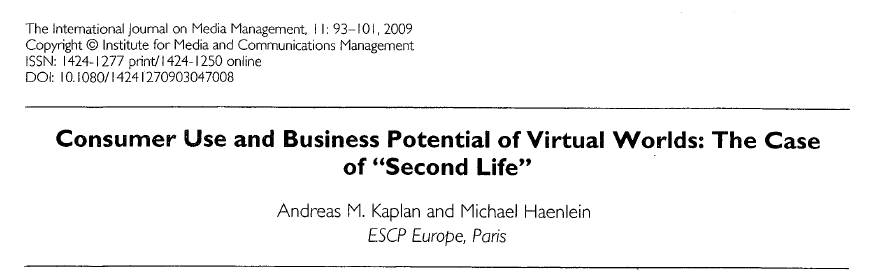 The International Journal on Media Management, 11: 93–101, 2009
Copyright © Institute for Media and Communications Management
ISSN: 1424-1277 print/1424-1250 online
DOI: 10.1080/14241270903047008
Consumer Use and Business Potential of Virtual Worlds: The Case
of “Second Life”
Andreas M. Kaplan and Michael Haenlein
ESCP Europe, Paris